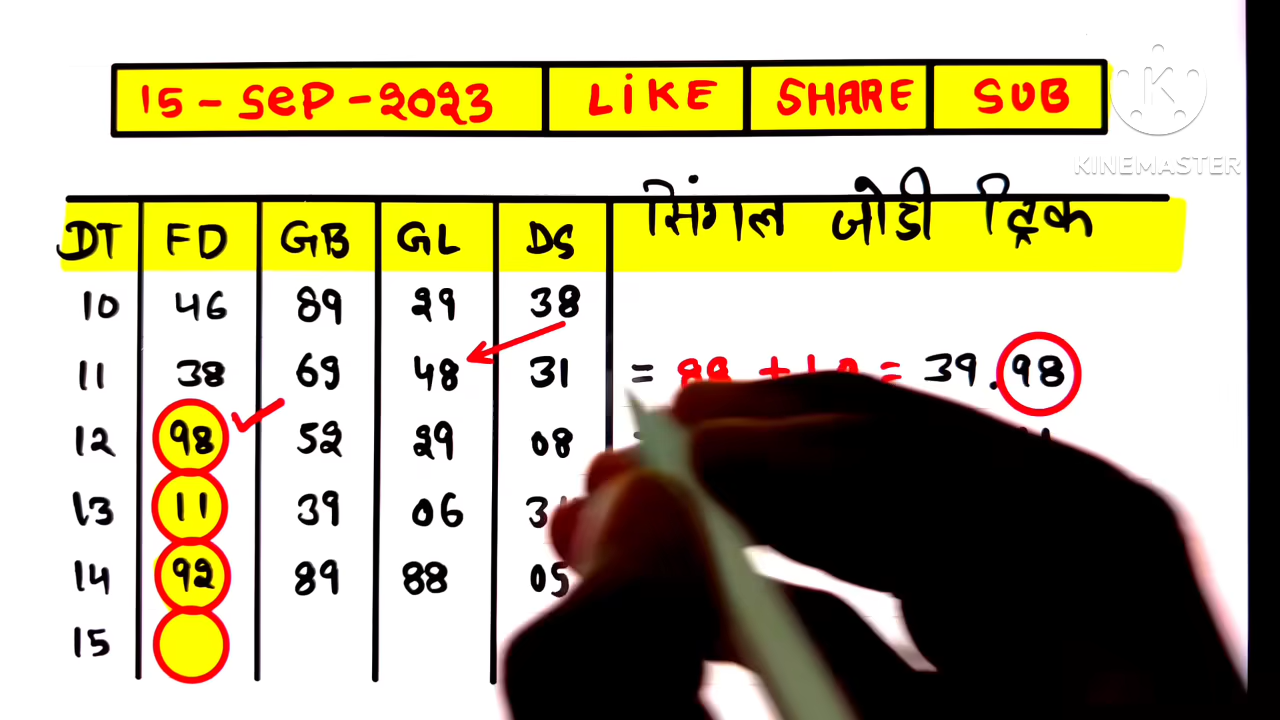 15-SEP-2023 LIKE SHARE SUB
KINEMASTER
DT FD GB GL DS सिंगल जोडी ट्रिक
10 46 89 29 38
11 38 69 48 31 = 88 + 10 = 39.98
12 98 52 29 08
13 11 39 06
14 92 89 88 05
15